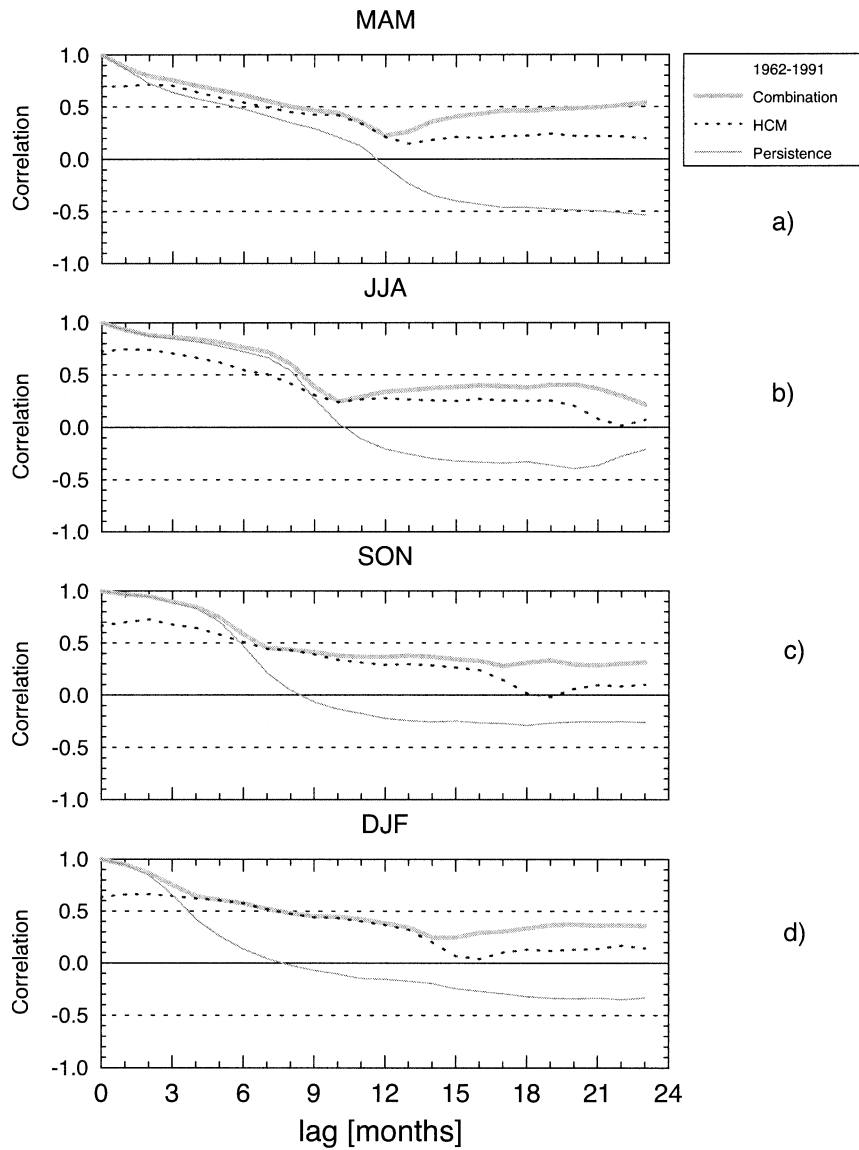 MAM
1.0
0.5
0.0
-0.5
-1.0
Correlation
1962-1991
Combination
HCM
Persistence
a)
JJA
1.0
0.5
0.0
-0.5
-1.0
Correlation
b)
SON
1.0
0.5
0.0
-0.5
-1.0
Correlation
c)
DJF
1.0
0.5
0.0
-0.5
-1.0
Correlation
d)
0 3 6 9 12 15 18 21 24
lag [months]